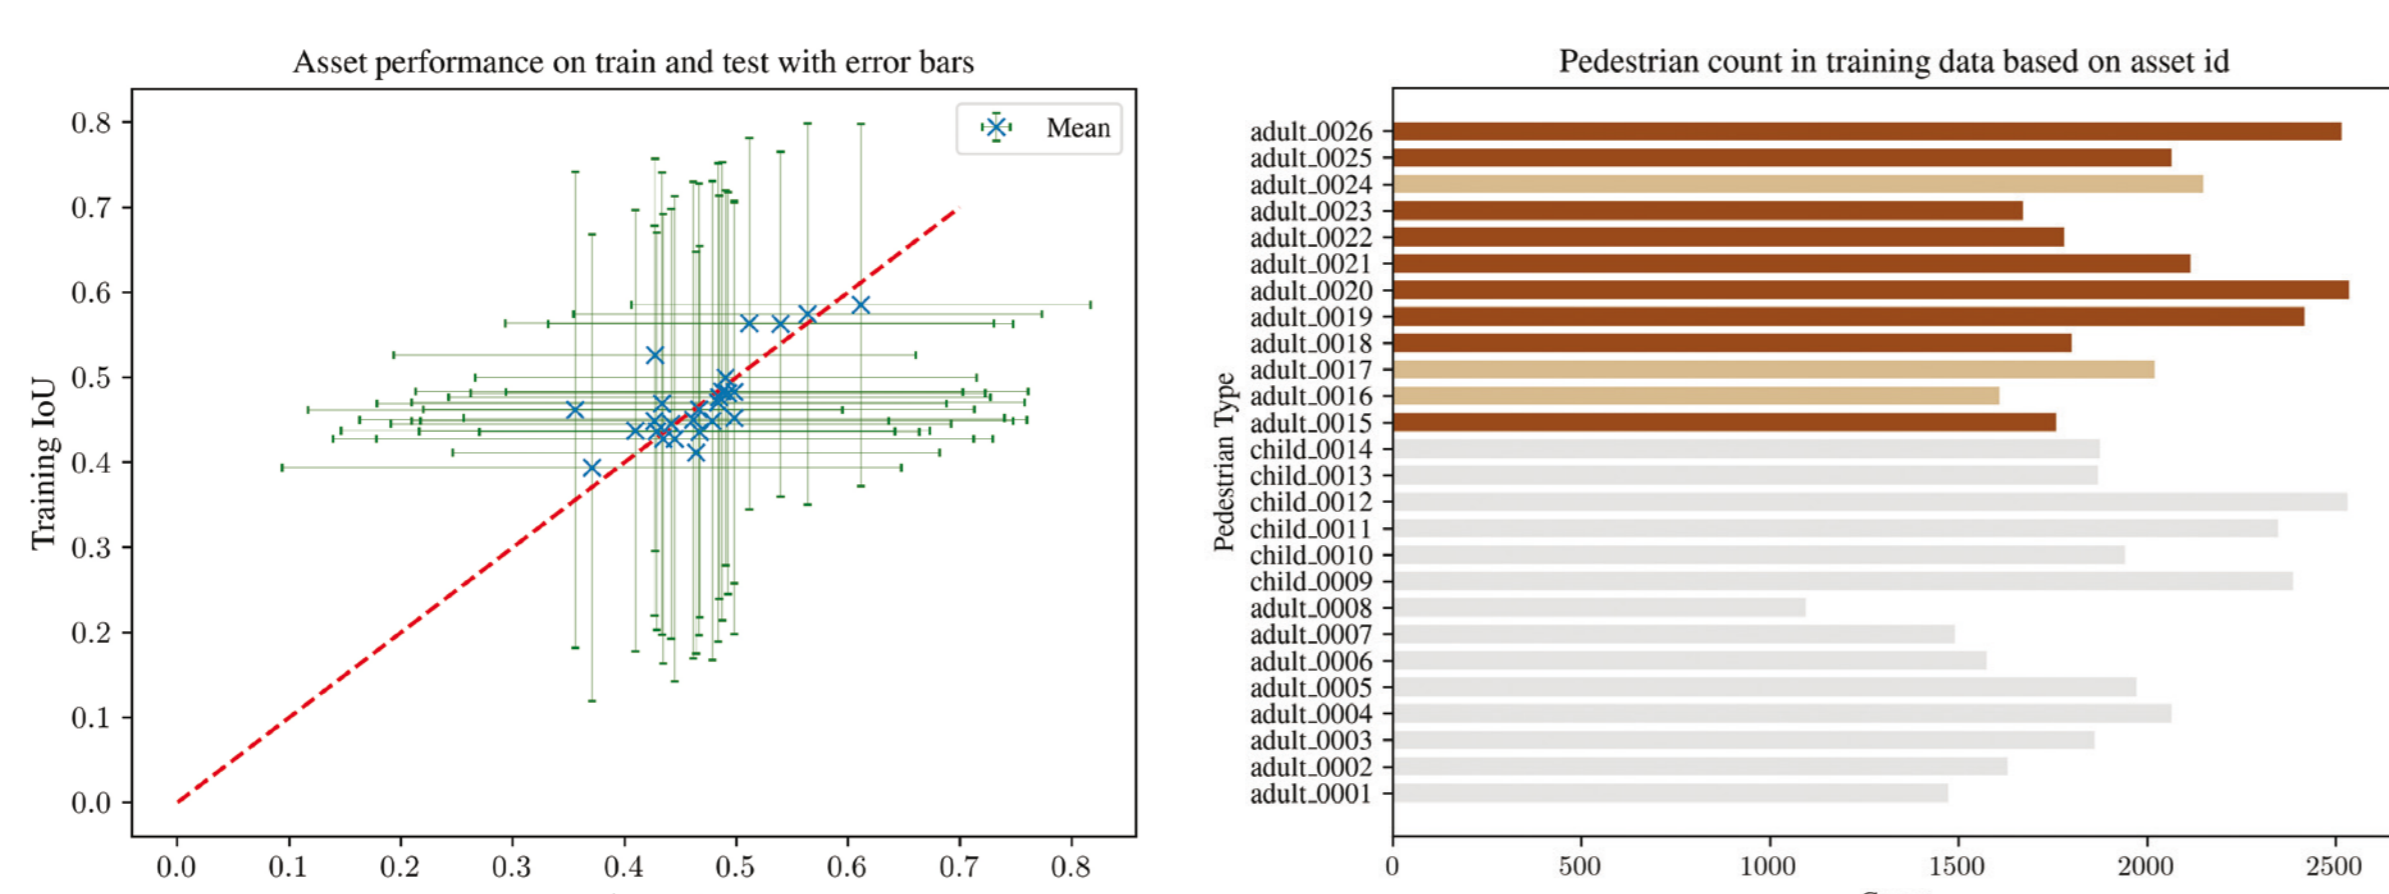 Asset performance on train and test with error bars
Mean
Training IoU
0.8
0.7
0.6
0.5
0.4
0.3
0.2
0.1
0.0
0.0 0.1 0.2 0.3 0.4 0.5 0.6 0.7 0.8
Pedestrian count in training data based on asset id
Pedestrian Type
adult_0026
adult_0025
adult_0024
adult_0023
adult_0022
adult_0021
adult_0020
adult_0019
adult_0018
adult_0017
adult_0016
adult_0015
child_0014
child_0013
child_0012
child_0011
child_0010
child_0009
adult_0008
adult_0007
adult_0006
adult_0005
adult_0004
adult_0003
adult_0002
adult_0001
0 500 1000 1500 2000 2500